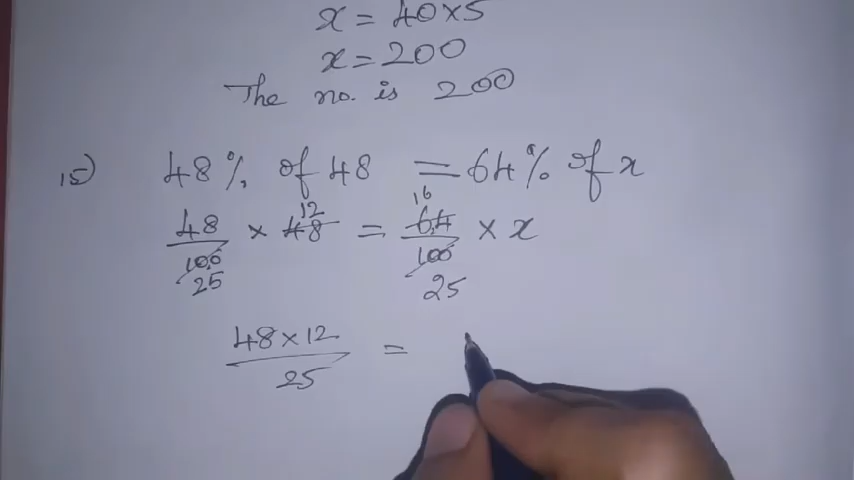 x = 40×5
x = 200
The no. is 200
15) 48% of 48 = 64% of x
12 16
48/100 × 48 = 64/100 × x
25 25
48×12/25 =